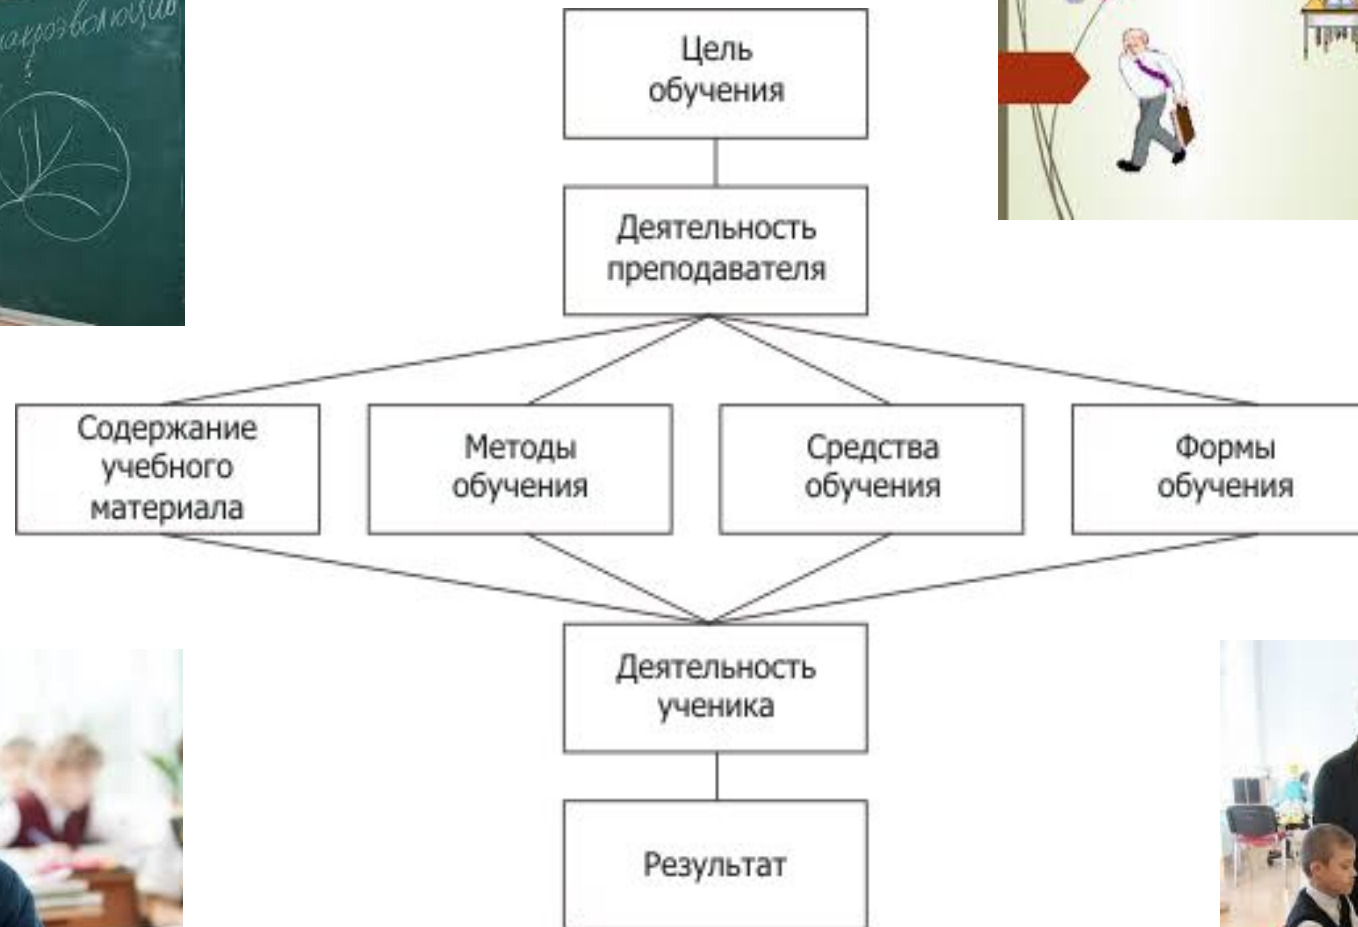 Цель
обучения
Деятельность
преподавателя
Содержание
учебного
материала
Методы
обучения
Средства
обучения
Формы
обучения
Деятельность
ученика
Результат